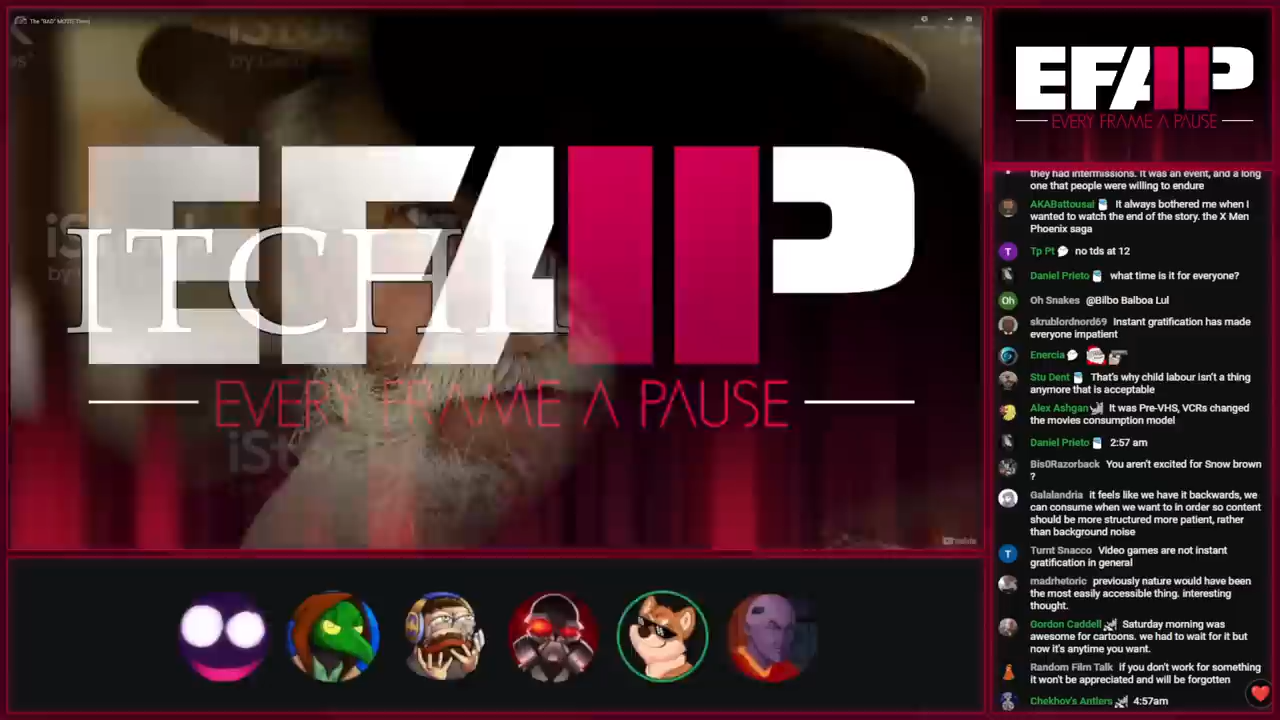 EFAP
EVERY FRAME A PAUSE
ITCHI
iStock
by
iStock
YouTube
EFAP
EVERY FRAME A PAUSE
they had intermissions. It was an event, and a long
one that people were willing to endure
AKABattousai It always bothered me when I
wanted to watch the end of the story. the X Men
Phoenix saga
Tp Pt no tds at 12
Daniel Prieto what time is it for everyone?
Oh Snakes @Bilbo Balboa Lul
skrublordnord69 Instant gratification has made
everyone impatient
Enercia
Stu Dent That's why child labour isn't a thing
anymore that is acceptable
Alex Ashgan It was Pre-VHS, VCRs changed
the movies consumption model
Daniel Prieto 2:57 am
Bis0Razorback You aren't excited for Snow brown
?
Galalandria it feels like we have it backwards, we
can consume when we want to in order so content
should be more structured more patient, rather
than background noise
Turnt Snacco Video games are not instant
gratification in general
madrhetoric previously nature would have been
the most easily accessible thing. interesting
thought.
Gordon Caddell Saturday morning was
awesome for cartoons. we had to wait for it but
now it's anytime you want.
Random Film Talk if you don't work for something
it won't be appreciated and will be forgotten
Chekhov's Antlers 4:57am